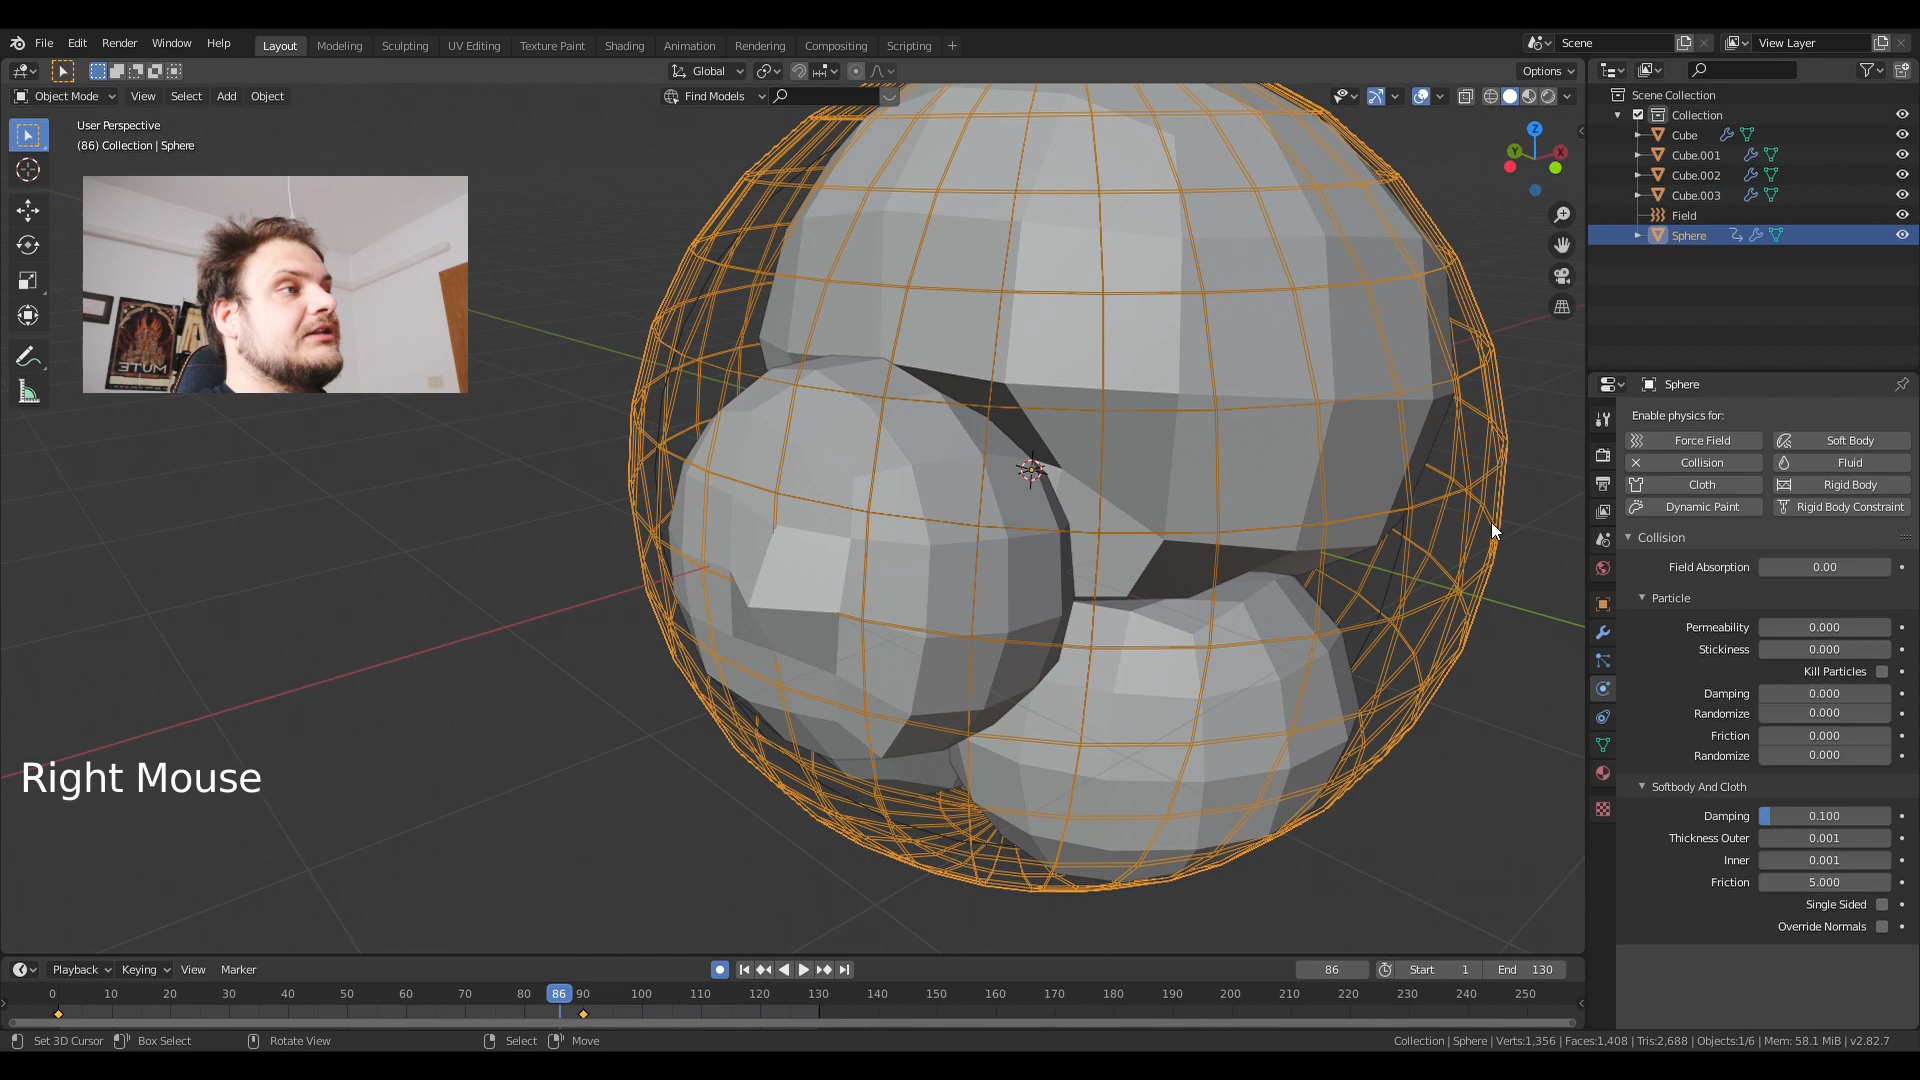 File Edit Render Window Help
Layout Modeling Sculpting UV Editing Texture Paint Shading Animation Rendering Compositing Scripting +
Scene View Layer
Global Options
Object Mode View Select Add Object Find Models
User Perspective
(86) Collection | Sphere
Z
Y X
MUTE
Right Mouse
Scene Collection
Collection
Cube
Cube.001
Cube.002
Cube.003
Field
Sphere
Sphere
Enable physics for:
Force Field Soft Body
Collision Fluid
Cloth Rigid Body
Dynamic Paint Rigid Body Constraint
Collision
Field Absorption 0.00
Particle
Permeability 0.000
Stickiness 0.000
Kill Particles
Damping 0.000
Randomize 0.000
Friction 0.000
Randomize 0.000
Softbody And Cloth
Damping 0.100
Thickness Outer 0.001
Inner 0.001
Friction 5.000
Single Sided
Override Normals
Playback Keying View Marker 86 Start 1 End 130
0 10 20 30 40 50 60 70 80 86 90 100 110 120 130 140 150 160 170 180 190 200 210 220 230 240 250
Set 3D Cursor Box Select Rotate View Select Move Collection | Sphere | Verts:1,356 | Faces:1,408 | Tris:2,688 | Objects:1/6 | Mem: 58.1 MiB | v2.82.7